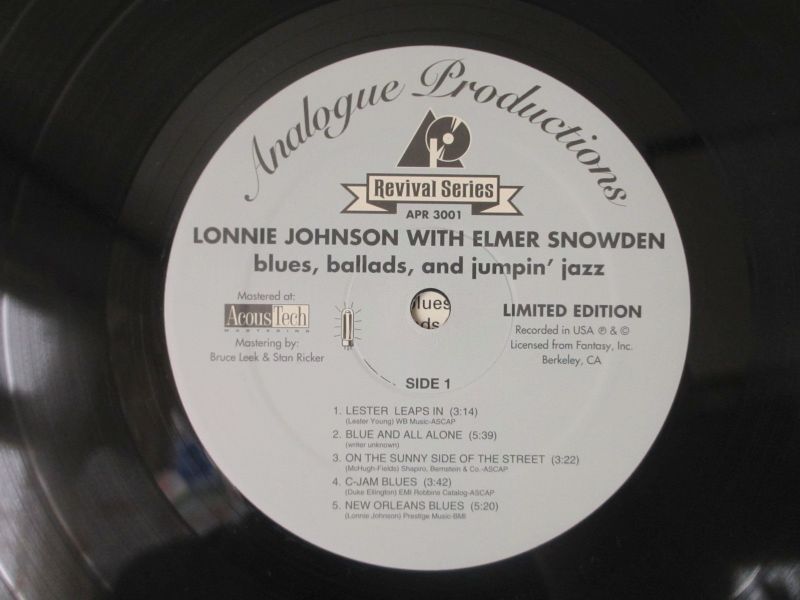 Analogue Productions
Revival Series
APR 3001
LONNIE JOHNSON WITH ELMER SNOWDEN
blues, ballads, and jumpin' jazz
Mastered at:
AcousTech
MASTERING
Mastering by:
Bruce Leek & Stan Ricker
lues
ds
LIMITED EDITION
Recorded in USA ℗ & ©
Licensed from Fantasy, Inc.
Berkeley, CA
SIDE 1
1. LESTER LEAPS IN (3:14)
(Lester Young) WB Music-ASCAP
2. BLUE AND ALL ALONE (5:39)
(writer unknown)
3. ON THE SUNNY SIDE OF THE STREET (3:22)
(McHugh-Fields) Shapiro, Bernstein & Co.-ASCAP
4. C-JAM BLUES (3:42)
(Duke Ellington) EMI Robbins Catalog-ASCAP
5. NEW ORLEANS BLUES (5:20)
(Lonnie Johnson) Prestige Music-BMI